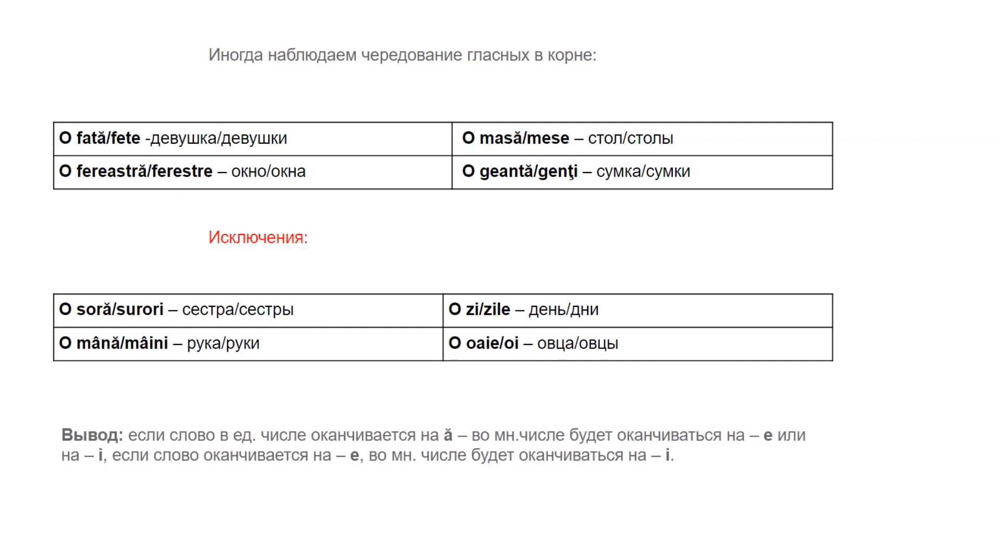 Иногда наблюдаем чередование гласных в корне:
O fată/fete -девушка/девушки
O masă/mese – стол/столы
O fereastră/ferestre – окно/окна
O geantă/genţi – сумка/сумки
Исключения:
O soră/surori – сестра/сестры
O zi/zile – день/дни
O mână/mâini – рука/руки
O oaie/oi – овца/овцы
Вывод: если слово в ед. числе оканчивается на ă – во мн.числе будет оканчиваться на – e или
на – i, если слово оканчивается на – e, во мн. числе будет оканчиваться на – i.